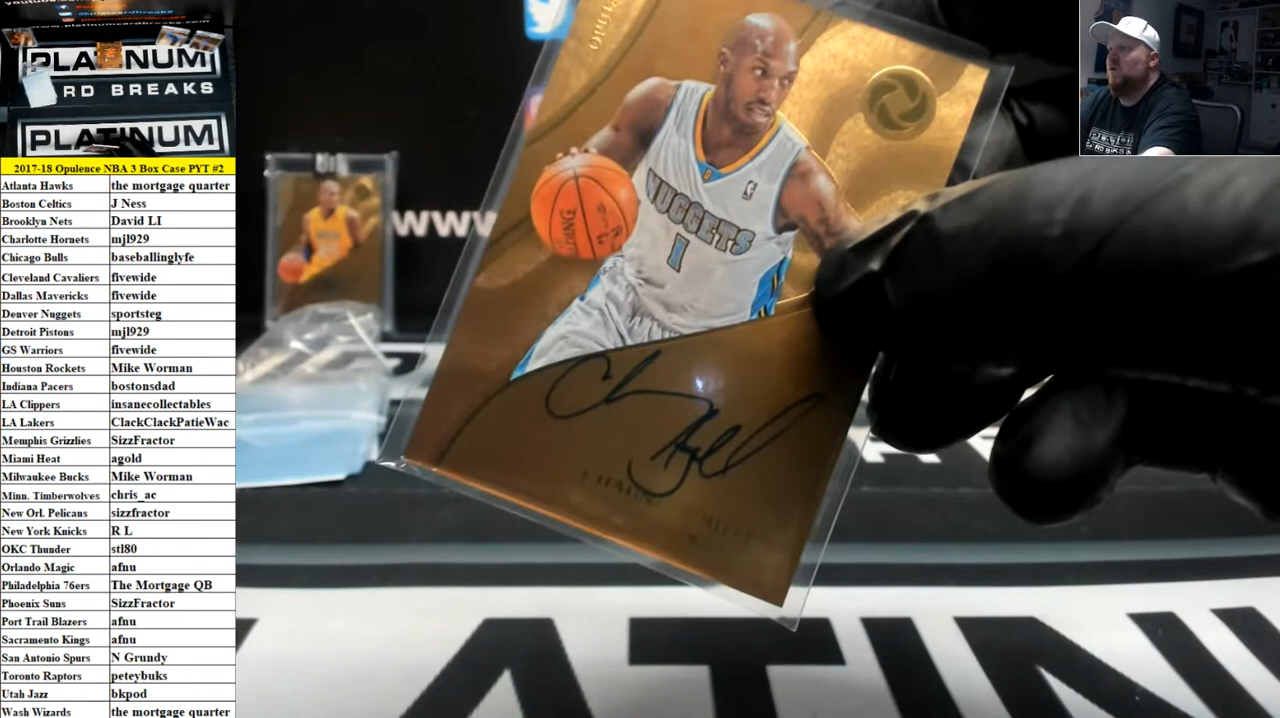 www.platinumcardbreaks.com
PLATINUM
RD BREAKS
PLATINUM
2017-18 Opulence NBA 3 Box Case PYT #2
Atlanta Hawks the mortgage quarter
Boston Celtics J Ness
Brooklyn Nets David LI
Charlotte Hornets mjl929
Chicago Bulls baseballinglyfe
Cleveland Cavaliers fivewide
Dallas Mavericks fivewide
Denver Nuggets sportsteg
Detroit Pistons mjl929
GS Warriors fivewide
Houston Rockets Mike Worman
Indiana Pacers bostonsdad
LA Clippers insanecollectables
LA Lakers ClackClackPatieWac
Memphis Grizzlies SizzFractor
Miami Heat agold
Milwaukee Bucks Mike Worman
Minn. Timberwolves chris_ac
New Orl. Pelicans sizzfractor
New York Knicks R L
OKC Thunder stl80
Orlando Magic afnu
Philadelphia 76ers The Mortgage QB
Phoenix Suns SizzFractor
Port Trail Blazers afnu
Sacramento Kings afnu
San Antonio Spurs N Grundy
Toronto Raptors peteybuks
Utah Jazz bkpod
Wash Wizards the mortgage quarter
www
NUGGETS
1
DING
ATINU